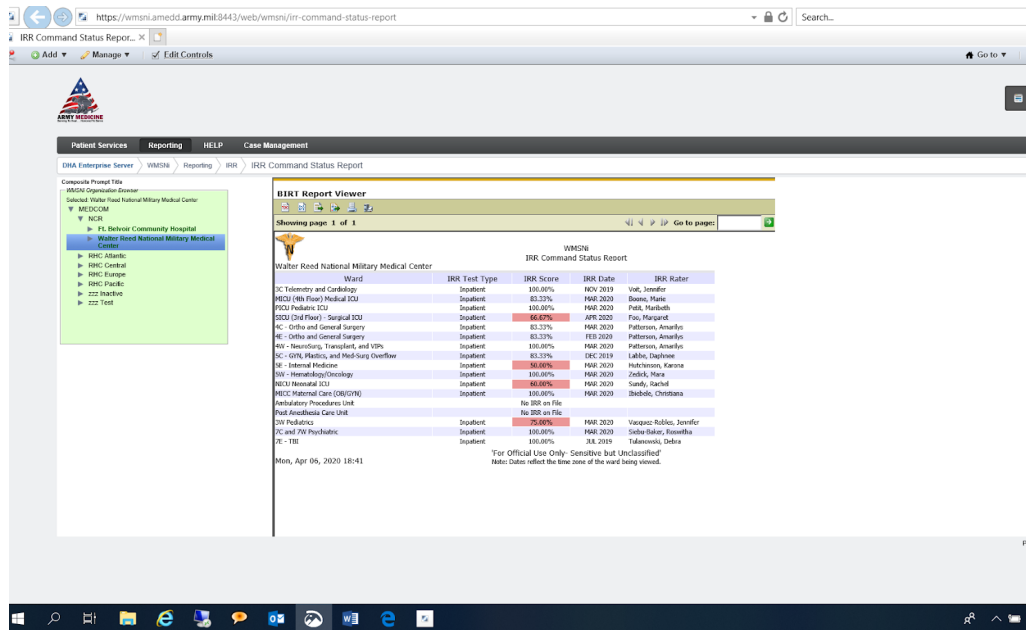 https://wmsni.amedd.army.mil:8443/web/wmsni/irr-command-status-report
Search...
IRR Command Status Repor...
Add Manage Edit Controls Go to
ARMY MEDICINE
Patient Services Reporting HELP Case Management
DHA Enterprise Server WMSNi Reporting IRR IRR Command Status Report
Composite Prompt Title
WMSNi Organization Browser
Selected: Walter Reed National Military Medical Center
MEDCOM
NCR
Ft. Belvoir Community Hospital
Walter Reed National Military Medical
Center
RHC Atlantic
RHC Central
RHC Europe
RHC Pacific
zzz Inactive
zzz Test
BIRT Report Viewer
Showing page 1 of 1 Go to page:
WMSNi
IRR Command Status Report
Walter Reed National Military Medical Center
Ward IRR Test Type IRR Score IRR Date IRR Rater
3C Telemetry and Cardiology Inpatient 100.00% NOV 2019 Voit, Jennifer
MICU (4th Floor) Medical ICU Inpatient 83.33% MAR 2020 Boone, Marie
PICU Pediatric ICU Inpatient 100.00% MAR 2020 Petit, Maribeth
SICU (3rd Floor) - Surgical ICU Inpatient 66.67% APR 2020 Foo, Margaret
4C - Ortho and General Surgery Inpatient 83.33% MAR 2020 Patterson, Amarilys
4E - Ortho and General Surgery Inpatient 83.33% FEB 2020 Patterson, Amarilys
4W - NeuroSurg, Transplant, and VIPs Inpatient 100.00% MAR 2020 Patterson, Amarilys
5C - GYN, Plastics, and Med-Surg Overflow Inpatient 83.33% DEC 2019 Labbe, Daphnee
5E - Internal Medicine Inpatient 50.00% MAR 2020 Hutchinson, Karona
5W - Hematology/Oncology Inpatient 100.00% MAR 2020 Zedick, Mara
NICU Neonatal ICU Inpatient 60.00% MAR 2020 Sundy, Rachel
MICC Maternal Care (OB/GYN) Inpatient 100.00% MAR 2020 Ibiebele, Christiana
Ambulatory Procedures Unit No IRR on File
Post Anesthesia Care Unit No IRR on File
3W Pediatrics Inpatient 75.00% MAR 2020 Vazquez-Robles, Jennifer
7C and 7W Psychiatric Inpatient 100.00% MAR 2020 Siebu-Baker, Roswitha
7E - TBI Inpatient 100.00% JUL 2019 Tulanowski, Debra
'For Official Use Only- Sensitive but Unclassified'
Mon, Apr 06, 2020 18:41
Note: Dates reflect the time zone of the ward being viewed.